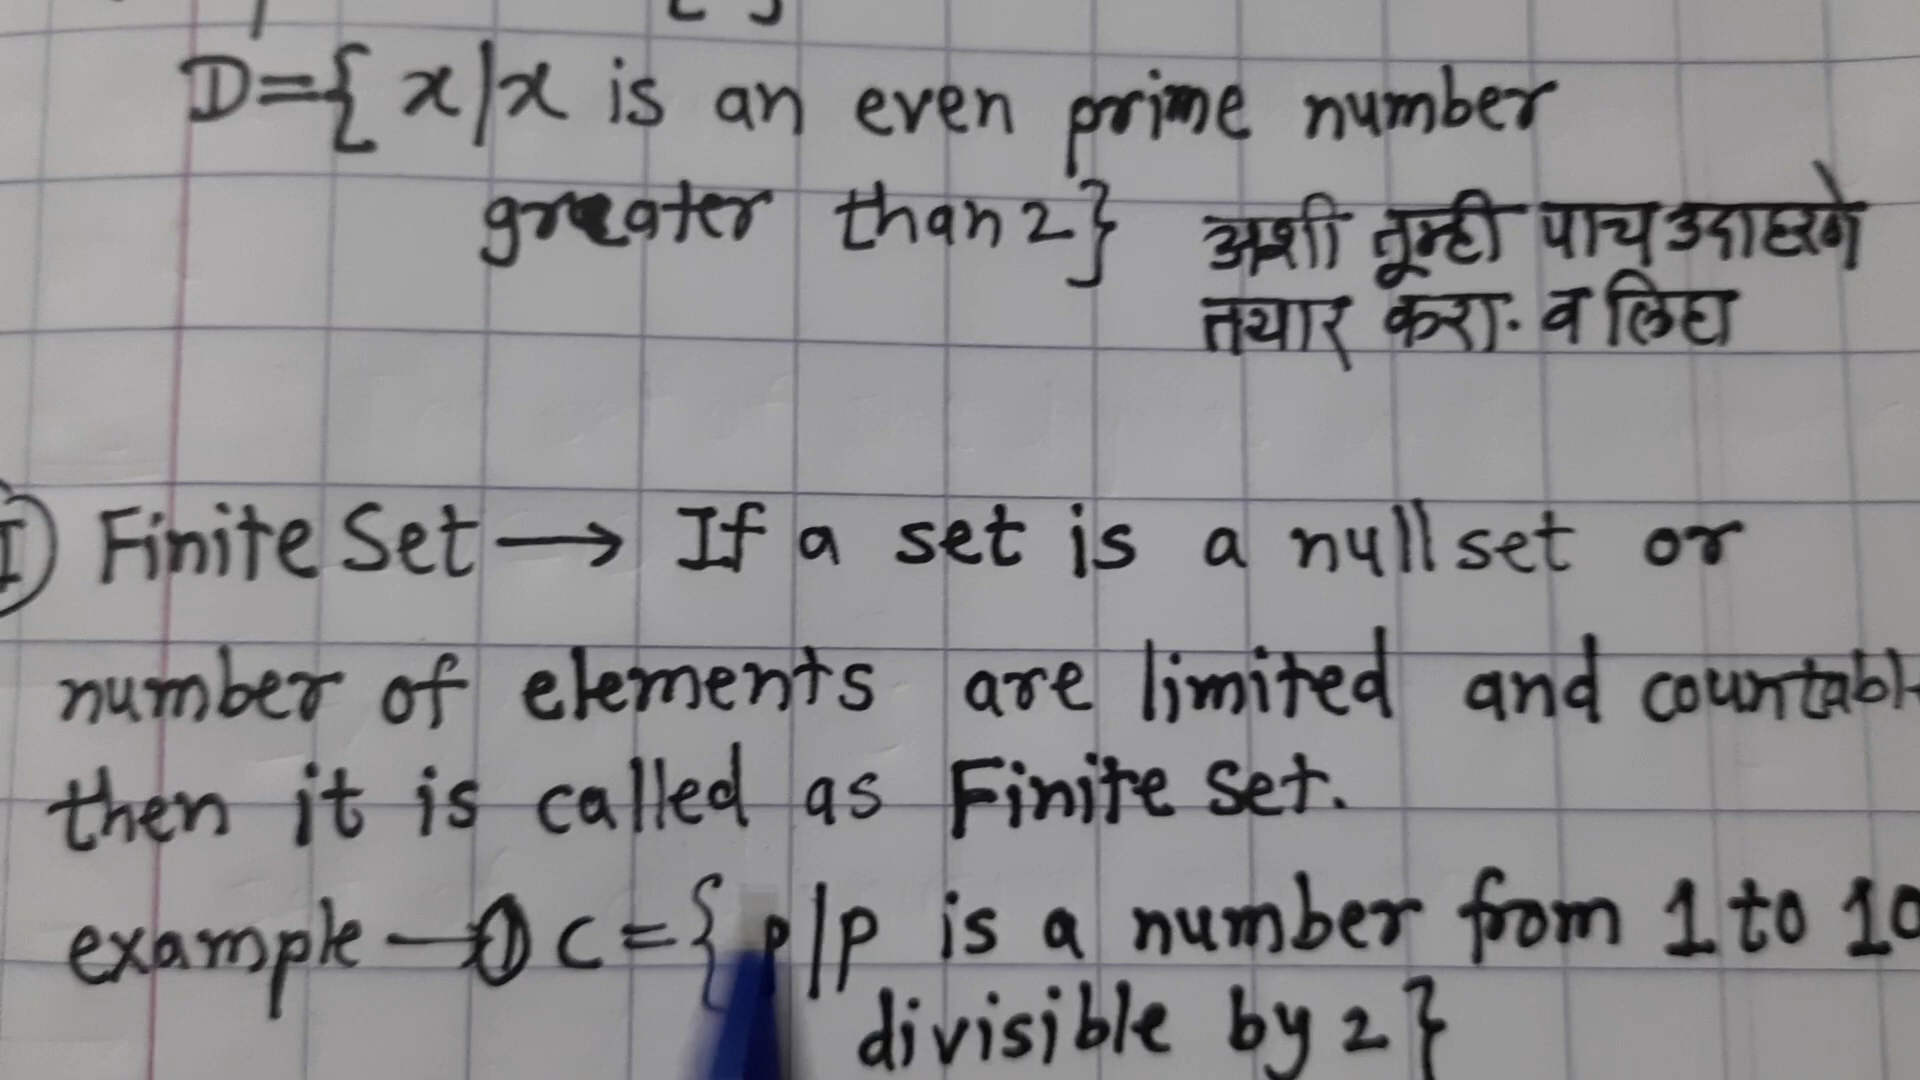 D={ x/x is an even prime number
greater than 2}
अशी तुम्ही पाच उदाहरणे
तयार करा. व लिहा
Finite Set → If a set is a null set or
number of elements are limited and
then it is called as Finite Set.
example → ① C = { p/p is a number from 1 to 10
divisible by 2}